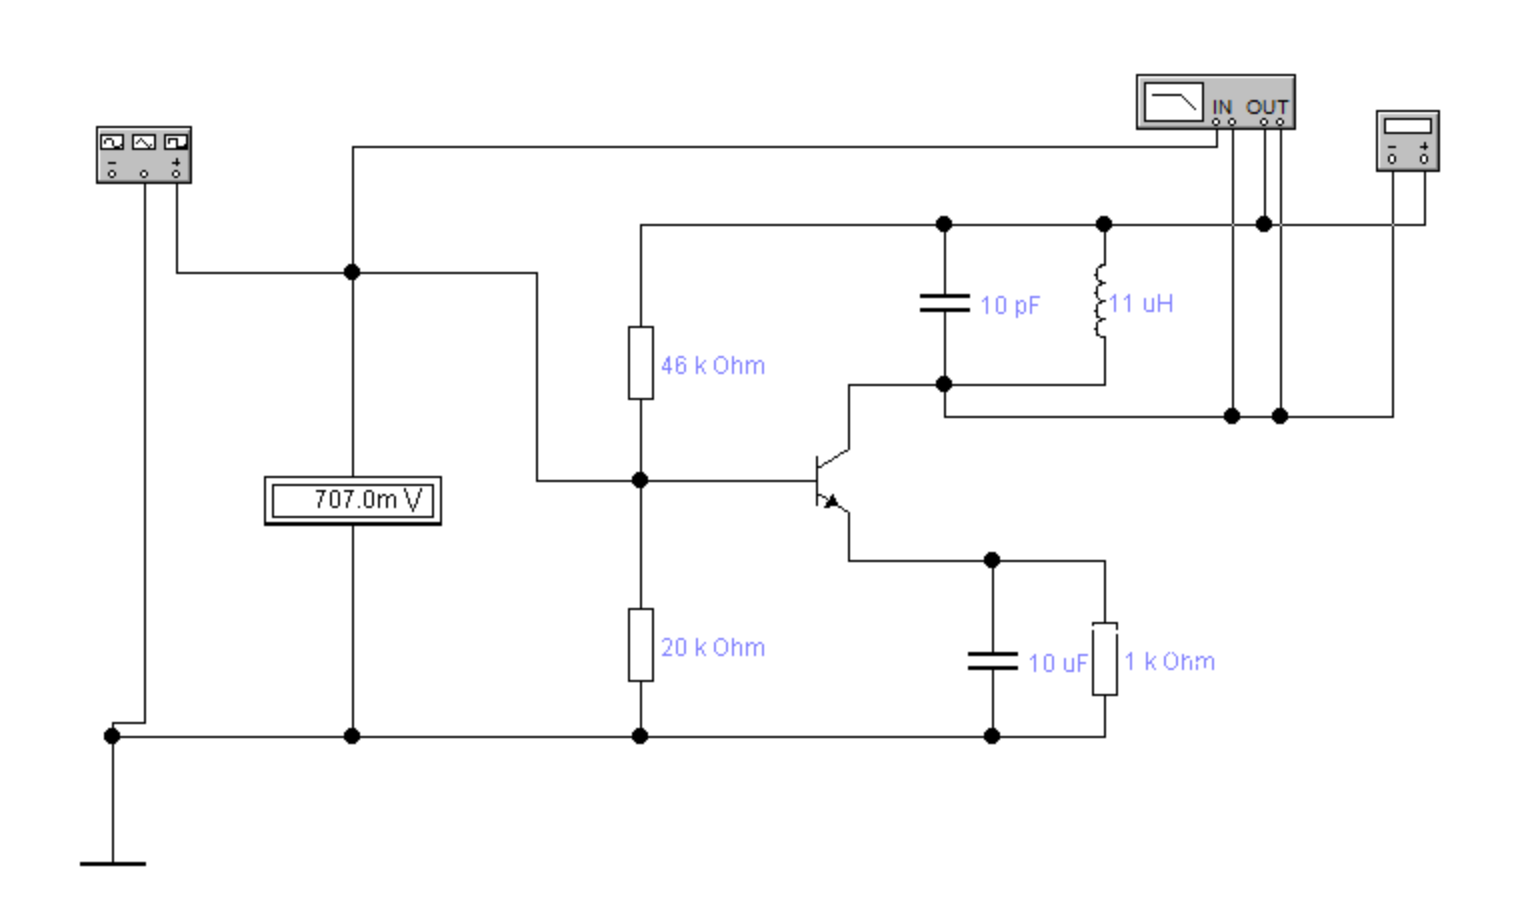 IN OUT
- +
- +
10 pF
11 uH
46 k Ohm
707.0m V
20 k Ohm
10 uF
1 k Ohm